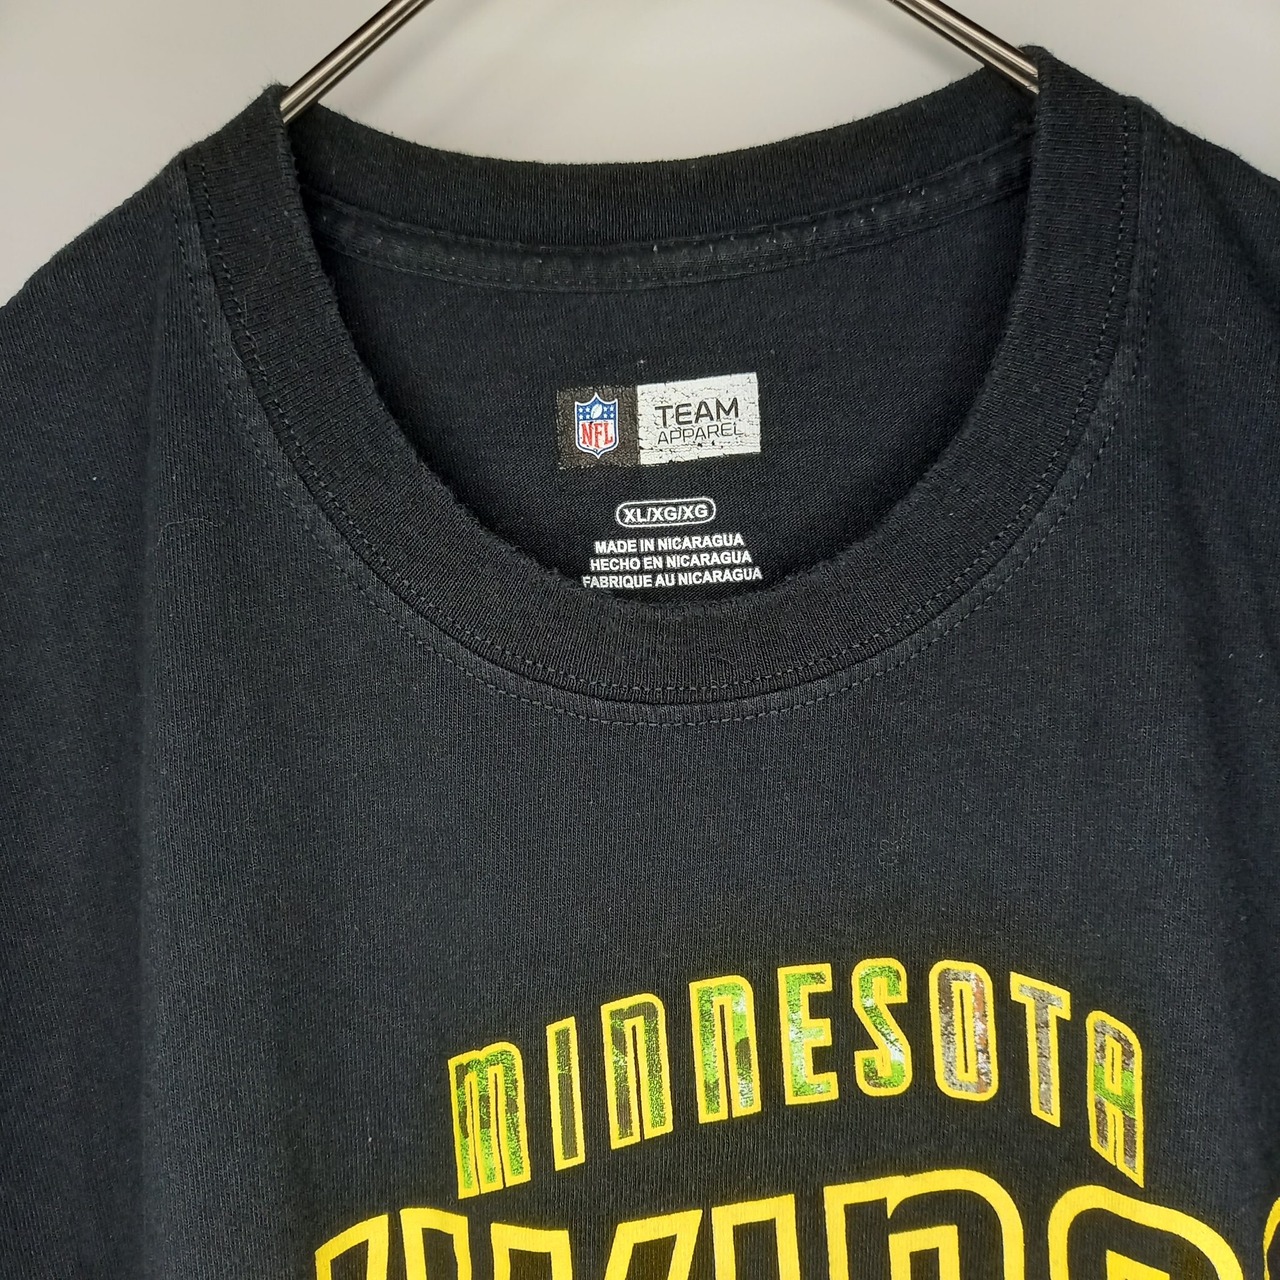 NFL
TEAM
APPAREL
XL/XG/XG
MADE IN NICARAGUA
HECHO EN NICARAGUA
FABRIQUE AU NICARAGUA
MINNESOTA